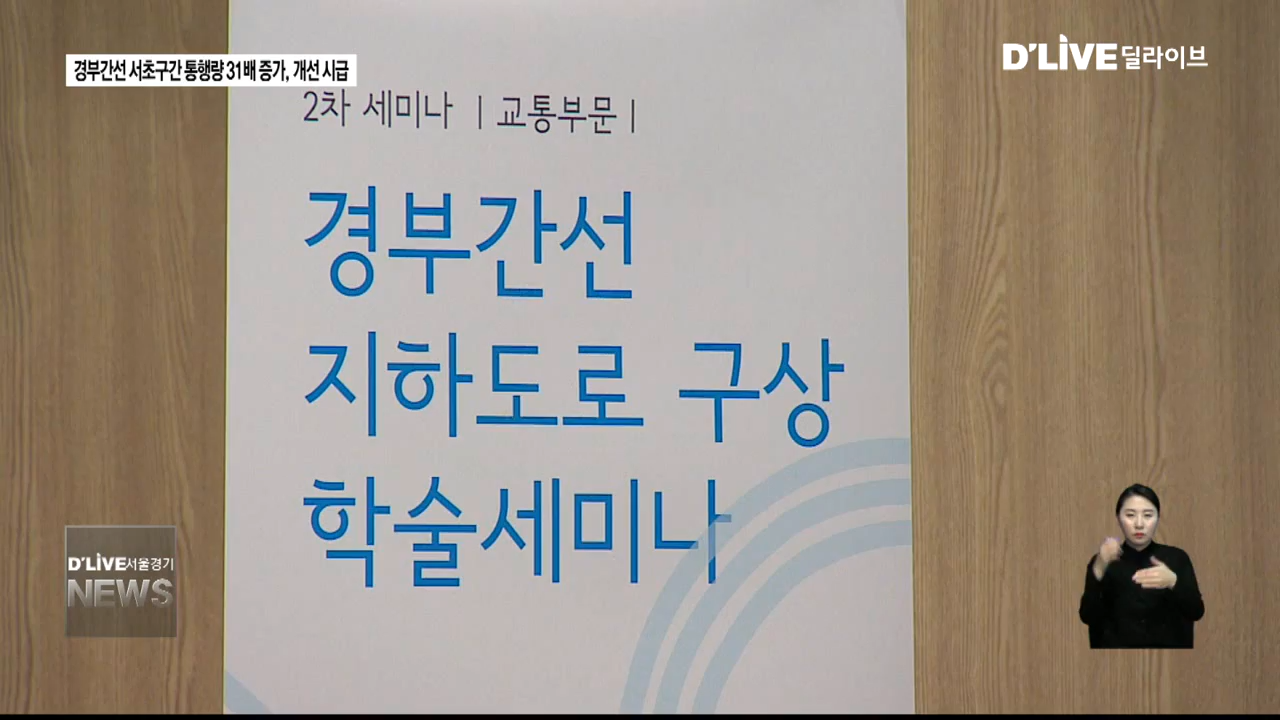 경부간선 서초구간 통행량 31배 증가, 개선 시급
D'LIVE 딜라이브
2차 세미나 | 교통부문 |
경부간선
지하도로 구상
학술세미나
D'LIVE 서울경기
NEWS